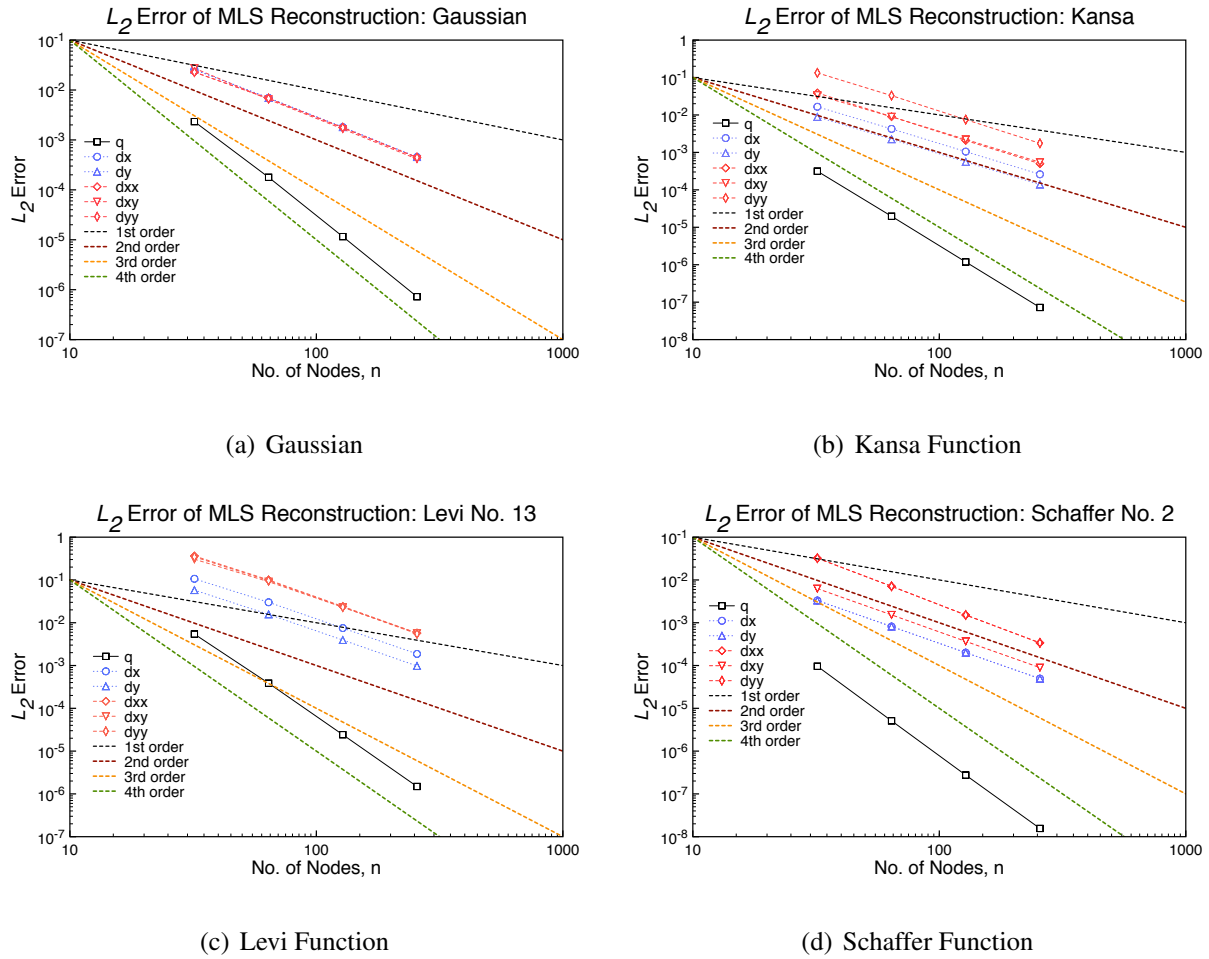 L2 Error of MLS Reconstruction: Gaussian
10-1
10-2
10-3
10-4
10-5
10-6
10-7
L2 Error
q
dx
dy
dxx
dxy
dyy
1st order
2nd order
3rd order
4th order
10 100 1000
No. of Nodes, n
(a) Gaussian
L2 Error of MLS Reconstruction: Kansa
1
10-1
10-2
10-3
10-4
10-5
10-6
10-7
10-8
L2 Error
q
dx
dy
dxx
dxy
dyy
1st order
2nd order
3rd order
4th order
10 100 1000
No. of Nodes, n
(b) Kansa Function
L2 Error of MLS Reconstruction: Levi No. 13
1
10-1
10-2
10-3
10-4
10-5
10-6
10-7
L2 Error
q
dx
dy
dxx
dxy
dyy
1st order
2nd order
3rd order
4th order
10 100 1000
No. of Nodes, n
(c) Levi Function
L2 Error of MLS Reconstruction: Schaffer No. 2
10-1
10-2
10-3
10-4
10-5
10-6
10-7
10-8
L2 Error
q
dx
dy
dxx
dxy
dyy
1st order
2nd order
3rd order
4th order
10 100 1000
No. of Nodes, n
(d) Schaffer Function